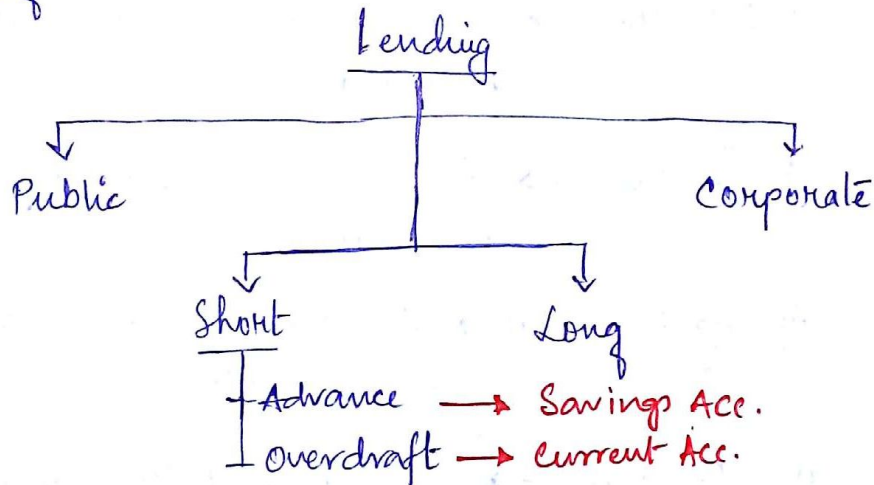 Lending
Public Corporate
Short Long
Advance → Savings Acc.
Overdraft → Current Acc.